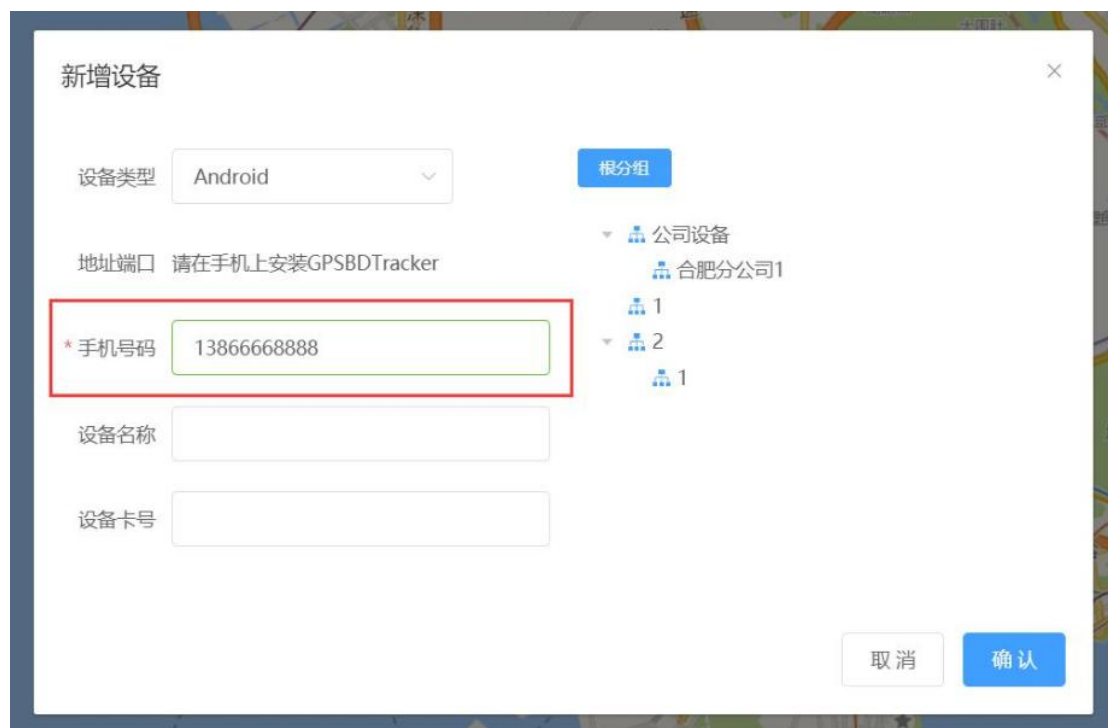 新增设备
设备类型 Android
根分组
公司设备
合肥分公司1
1
2
1
地址端口 请在手机上安装GPSBDTracker
* 手机号码 13866668888
设备名称
设备卡号
取消 确认